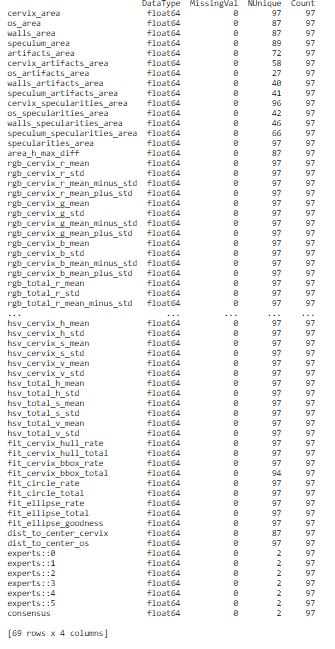 DataType MissingVal NUnique Count
cervix_area float64 0 97 97
os_area float64 0 87 97
walls_area float64 0 87 97
speculum_area float64 0 89 97
artifacts_area float64 0 72 97
cervix_artifacts_area float64 0 58 97
os_artifacts_area float64 0 27 97
walls_artifacts_area float64 0 40 97
speculum_artifacts_area float64 0 41 97
cervix_specularities_area float64 0 96 97
os_specularities_area float64 0 42 97
walls_specularities_area float64 0 46 97
speculum_specularities_area float64 0 66 97
specularities_area float64 0 97 97
area_h_max_diff float64 0 87 97
rgb_cervix_r_mean float64 0 97 97
rgb_cervix_r_std float64 0 97 97
rgb_cervix_r_mean_minus_std float64 0 97 97
rgb_cervix_r_mean_plus_std float64 0 97 97
rgb_cervix_g_mean float64 0 97 97
rgb_cervix_g_std float64 0 97 97
rgb_cervix_g_mean_minus_std float64 0 97 97
rgb_cervix_g_mean_plus_std float64 0 97 97
rgb_cervix_b_mean float64 0 97 97
rgb_cervix_b_std float64 0 97 97
rgb_cervix_b_mean_minus_std float64 0 97 97
rgb_cervix_b_mean_plus_std float64 0 97 97
rgb_total_r_mean float64 0 97 97
rgb_total_r_std float64 0 97 97
rgb_total_r_mean_minus_std float64 0 97 97
... ... ... ... ...
hsv_cervix_h_mean float64 0 97 97
hsv_cervix_h_std float64 0 97 97
hsv_cervix_s_mean float64 0 97 97
hsv_cervix_s_std float64 0 97 97
hsv_cervix_v_mean float64 0 97 97
hsv_cervix_v_std float64 0 97 97
hsv_total_h_mean float64 0 97 97
hsv_total_h_std float64 0 97 97
hsv_total_s_mean float64 0 97 97
hsv_total_s_std float64 0 97 97
hsv_total_v_mean float64 0 97 97
hsv_total_v_std float64 0 97 97
fit_cervix_hull_rate float64 0 97 97
fit_cervix_hull_total float64 0 97 97
fit_cervix_bbox_rate float64 0 97 97
fit_cervix_bbox_total float64 0 94 97
fit_circle_rate float64 0 97 97
fit_circle_total float64 0 97 97
fit_ellipse_rate float64 0 97 97
fit_ellipse_total float64 0 97 97
fit_ellipse_goodness float64 0 97 97
dist_to_center_cervix float64 0 87 97
dist_to_center_os float64 0 97 97
experts::0 float64 0 2 97
experts::1 float64 0 2 97
experts::2 float64 0 2 97
experts::3 float64 0 2 97
experts::4 float64 0 2 97
experts::5 float64 0 2 97
consensus float64 0 2 97
[69 rows x 4 columns]